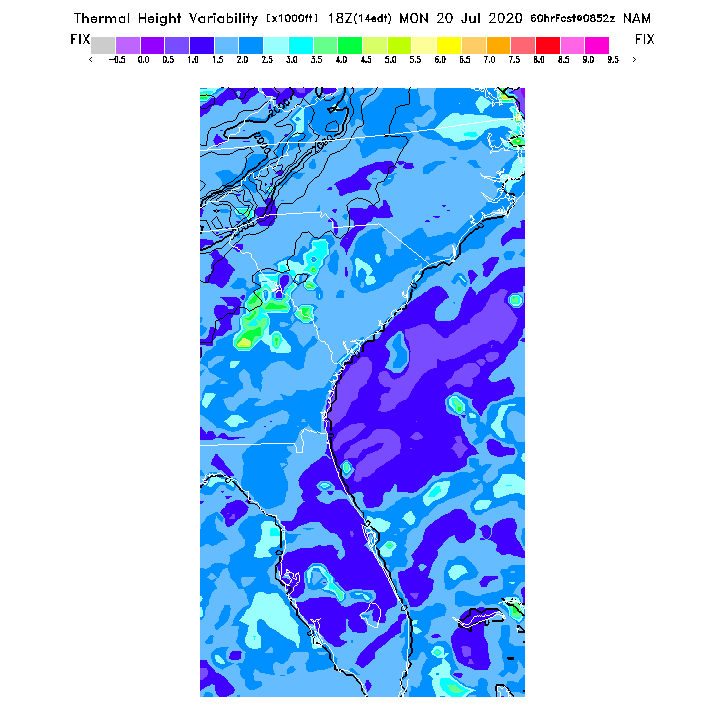 Thermal Height Variability [x1000ft] 18Z(14edt) MON 20 Jul 2020 60hrFcst@0852z NAM
FIX FIX
< -0.5 0.0 0.5 1.0 1.5 2.0 2.5 3.0 3.5 4.0 4.5 5.0 5.5 6.0 6.5 7.0 7.5 8.0 8.5 9.0 9.5 >
2000
2000